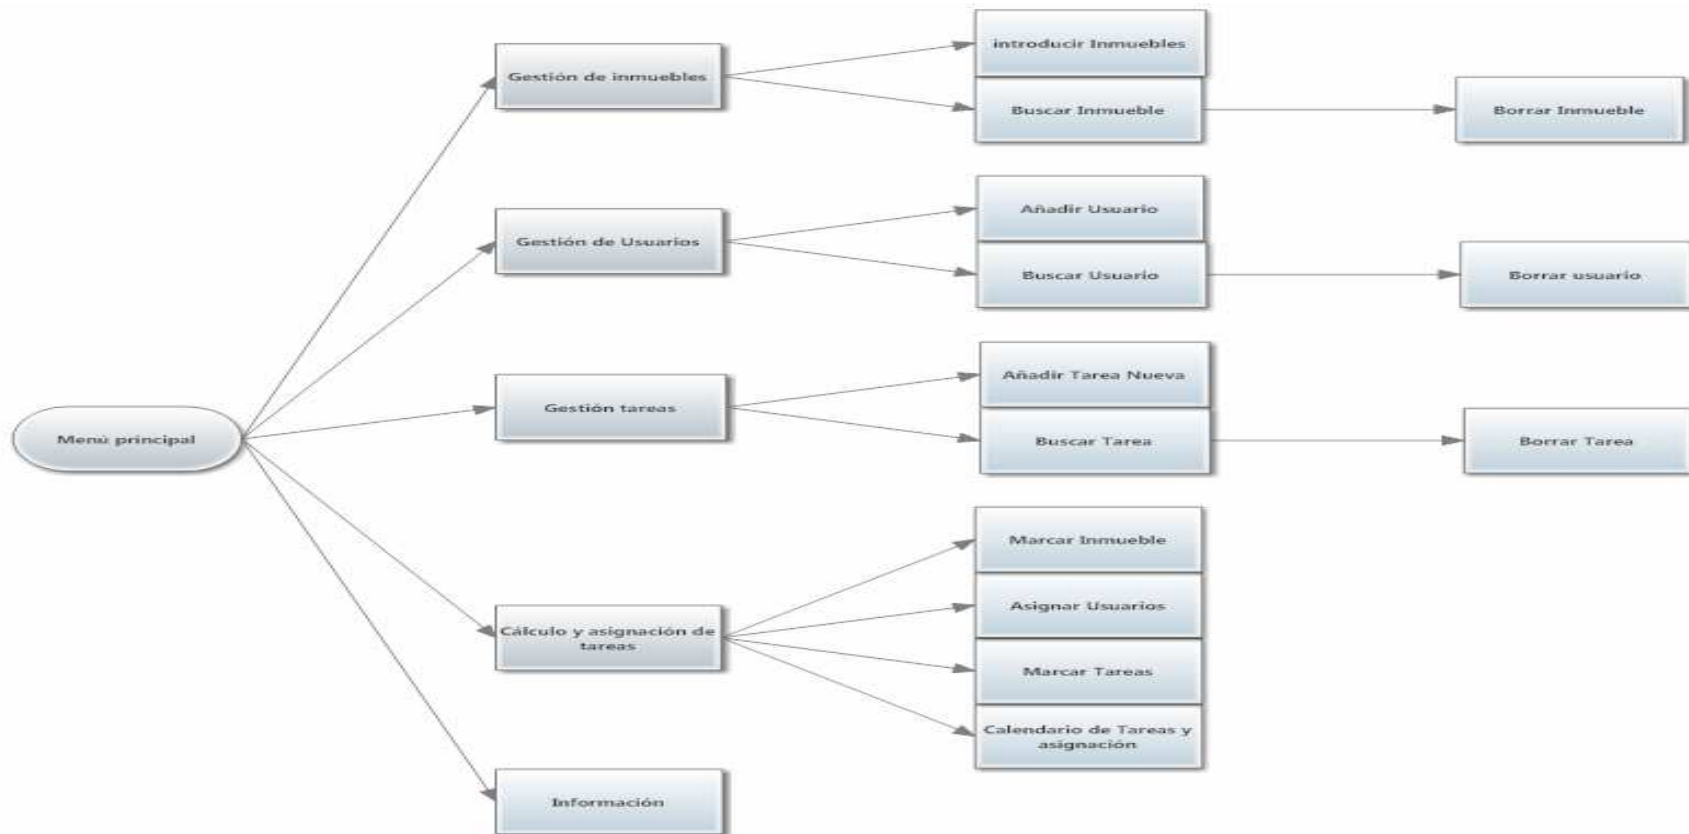 introducir Inmuebles
Gestión de inmuebles
Buscar Inmueble
Borrar Inmueble
Añadir Usuario
Gestión de Usuarios
Buscar Usuario
Borrar usuario
Añadir Tarea Nueva
Gestión tareas
Menú principal
Buscar Tarea
Borrar Tarea
Marcar Inmueble
Asignar Usuarios
Cálculo y asignación de
tareas
Marcar Tareas
Calendario de Tareas y
asignación
Información